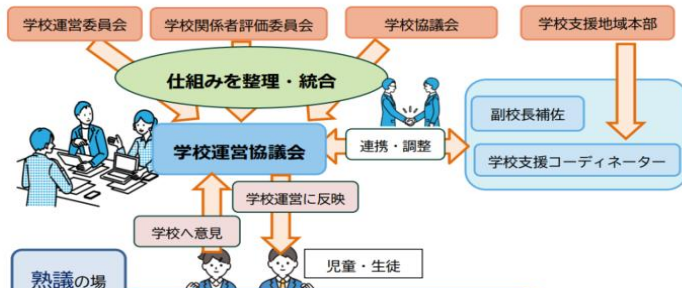 学校運営委員会
学校関係者評価委員会
学校協議会
学校支援地域本部
仕組みを整理・統合
副校長補佐
学校運営協議会
連携・調整
学校支援コーディネーター
学校運営に反映
学校へ意見
児童・生徒
熟議の場